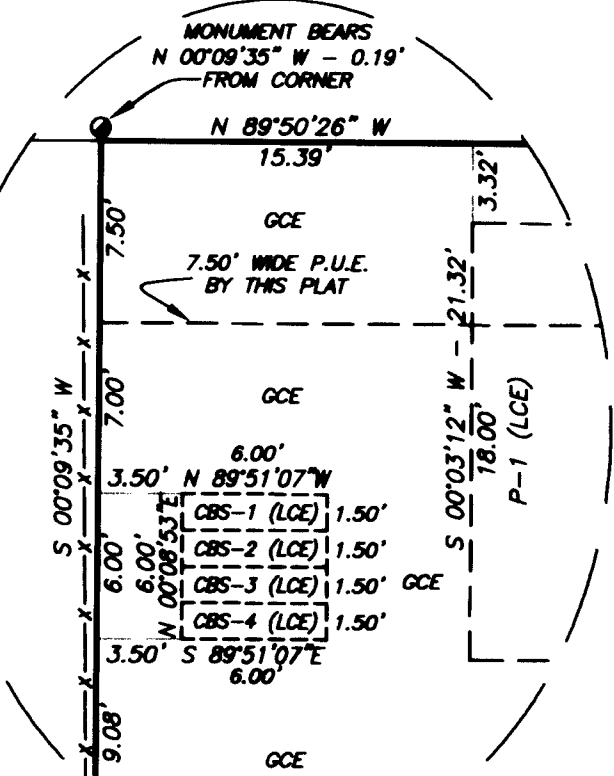 MONUMENT BEARS
N 00°09'35" W - 0.19'
FROM CORNER
N 89°50'26" W
15.39'
3.32'
7.50'
GCE
7.50' WIDE P.U.E.
BY THIS PLAT
S 00°03'12" W - 21.32'
18.00'
P-1 (LCE)
7.00'
GCE
S 00°09'35" W
6.00'
3.50' N 89°51'07"W
6.00'
6.00'
N 00°08'53"E
CBS-1 (LCE) 1.50'
CBS-2 (LCE) 1.50'
CBS-3 (LCE) 1.50' GCE
CBS-4 (LCE) 1.50'
3.50' S 89°51'07"E
6.00'
9.08'
GCE